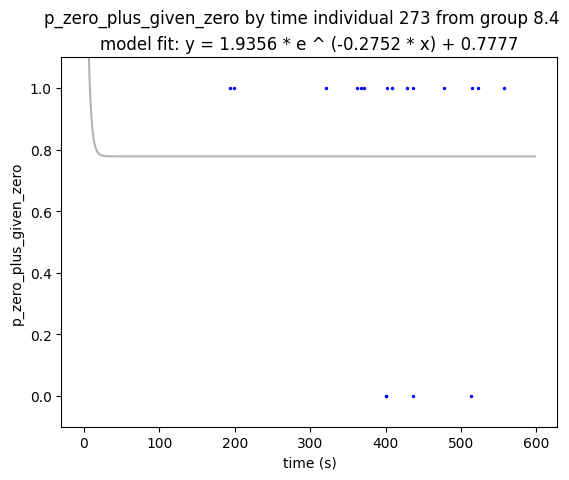 p_zero_plus_given_zero by time individual 273 from group 8.4
model fit: y = 1.9356 * e ^ (-0.2752 * x) + 0.7777
1.0
0.8
0.6
0.4
0.2
0.0
p_zero_plus_given_zero
0 100 200 300 400 500 600
time (s)